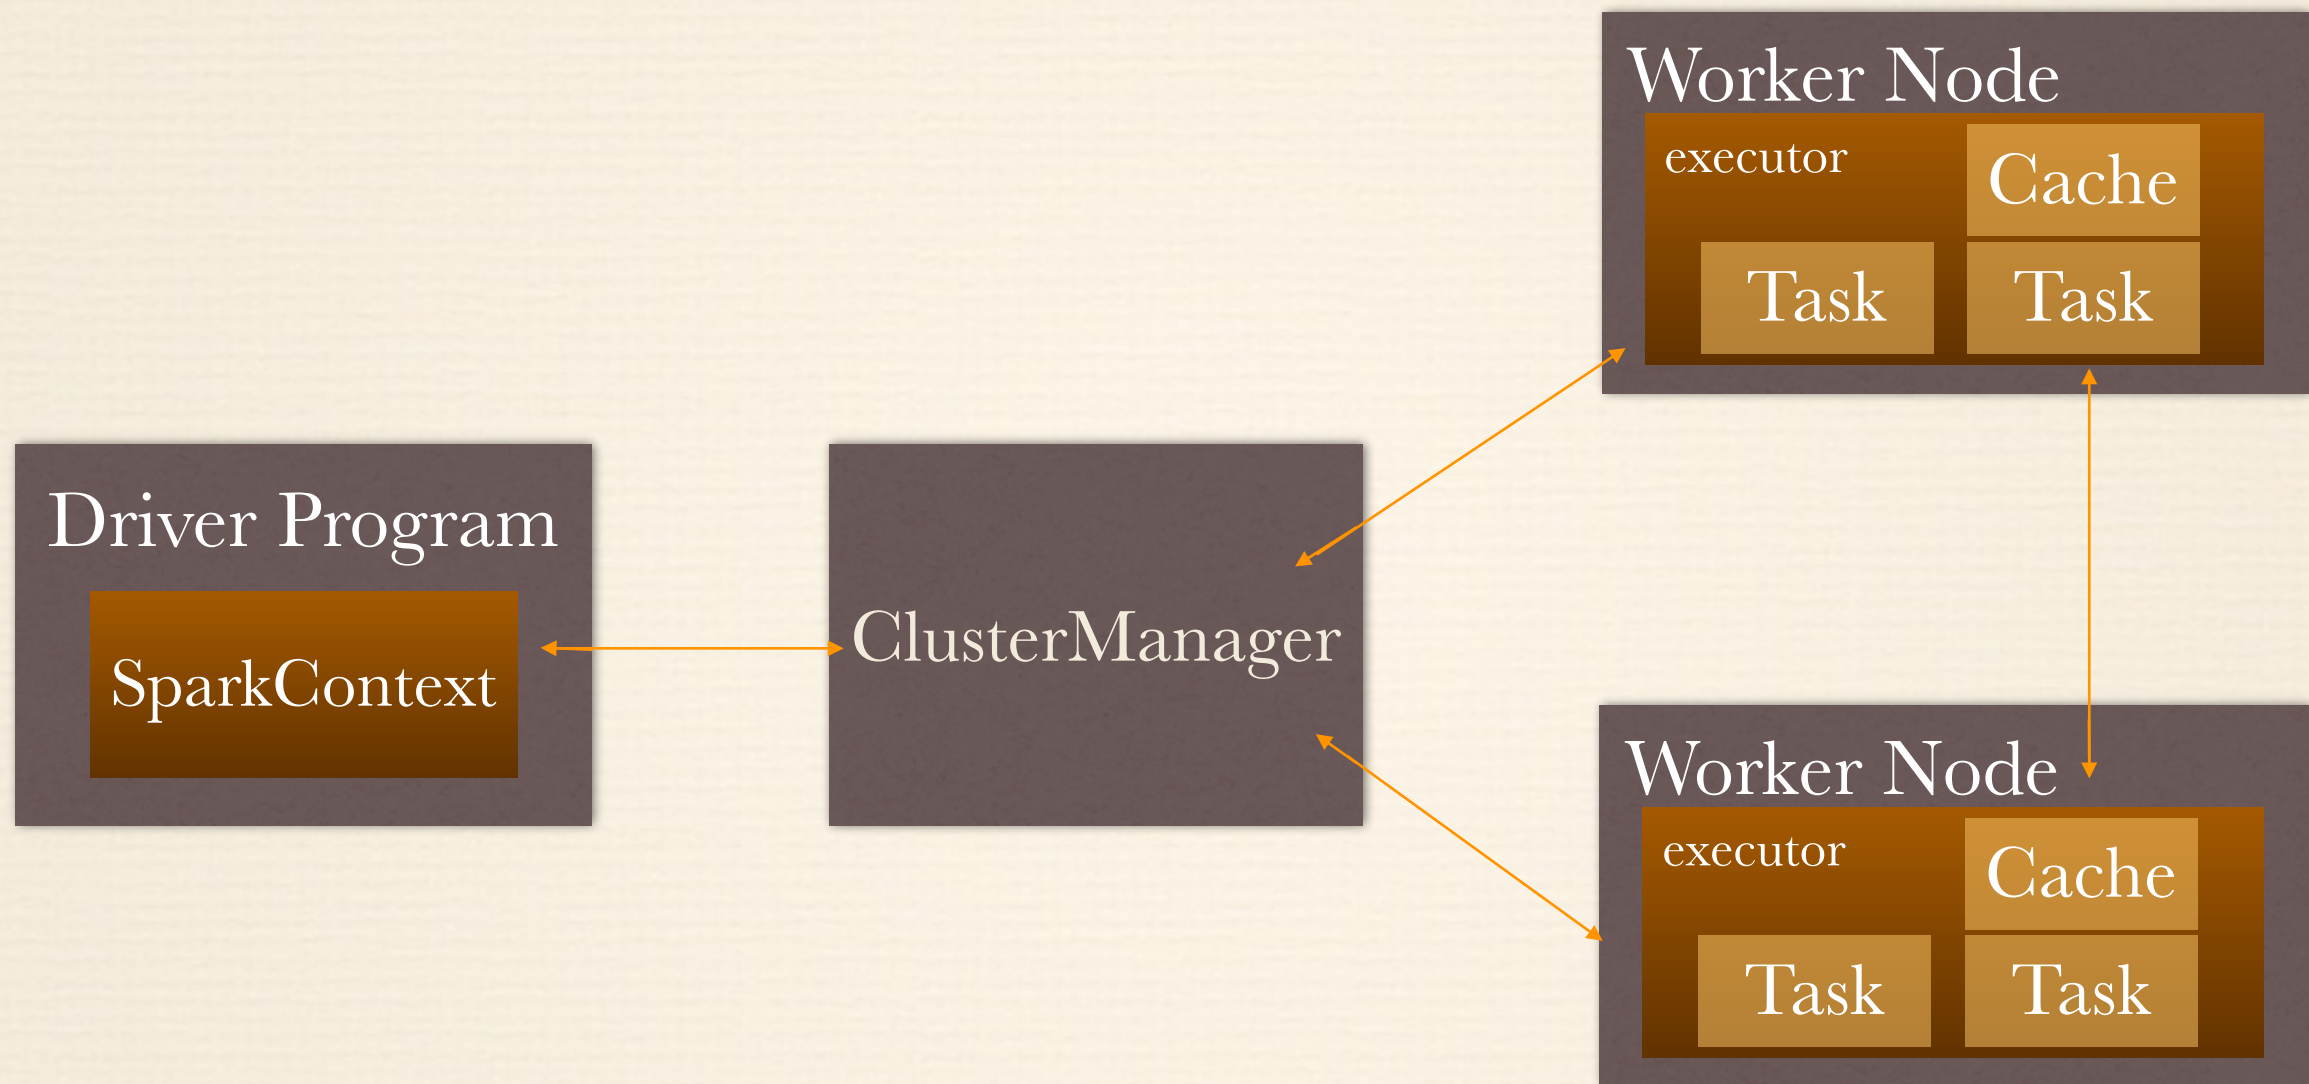 Driver Program
SparkContext
ClusterManager
Worker Node
executor
Cache
Task
Task
Worker Node
executor
Cache
Task
Task